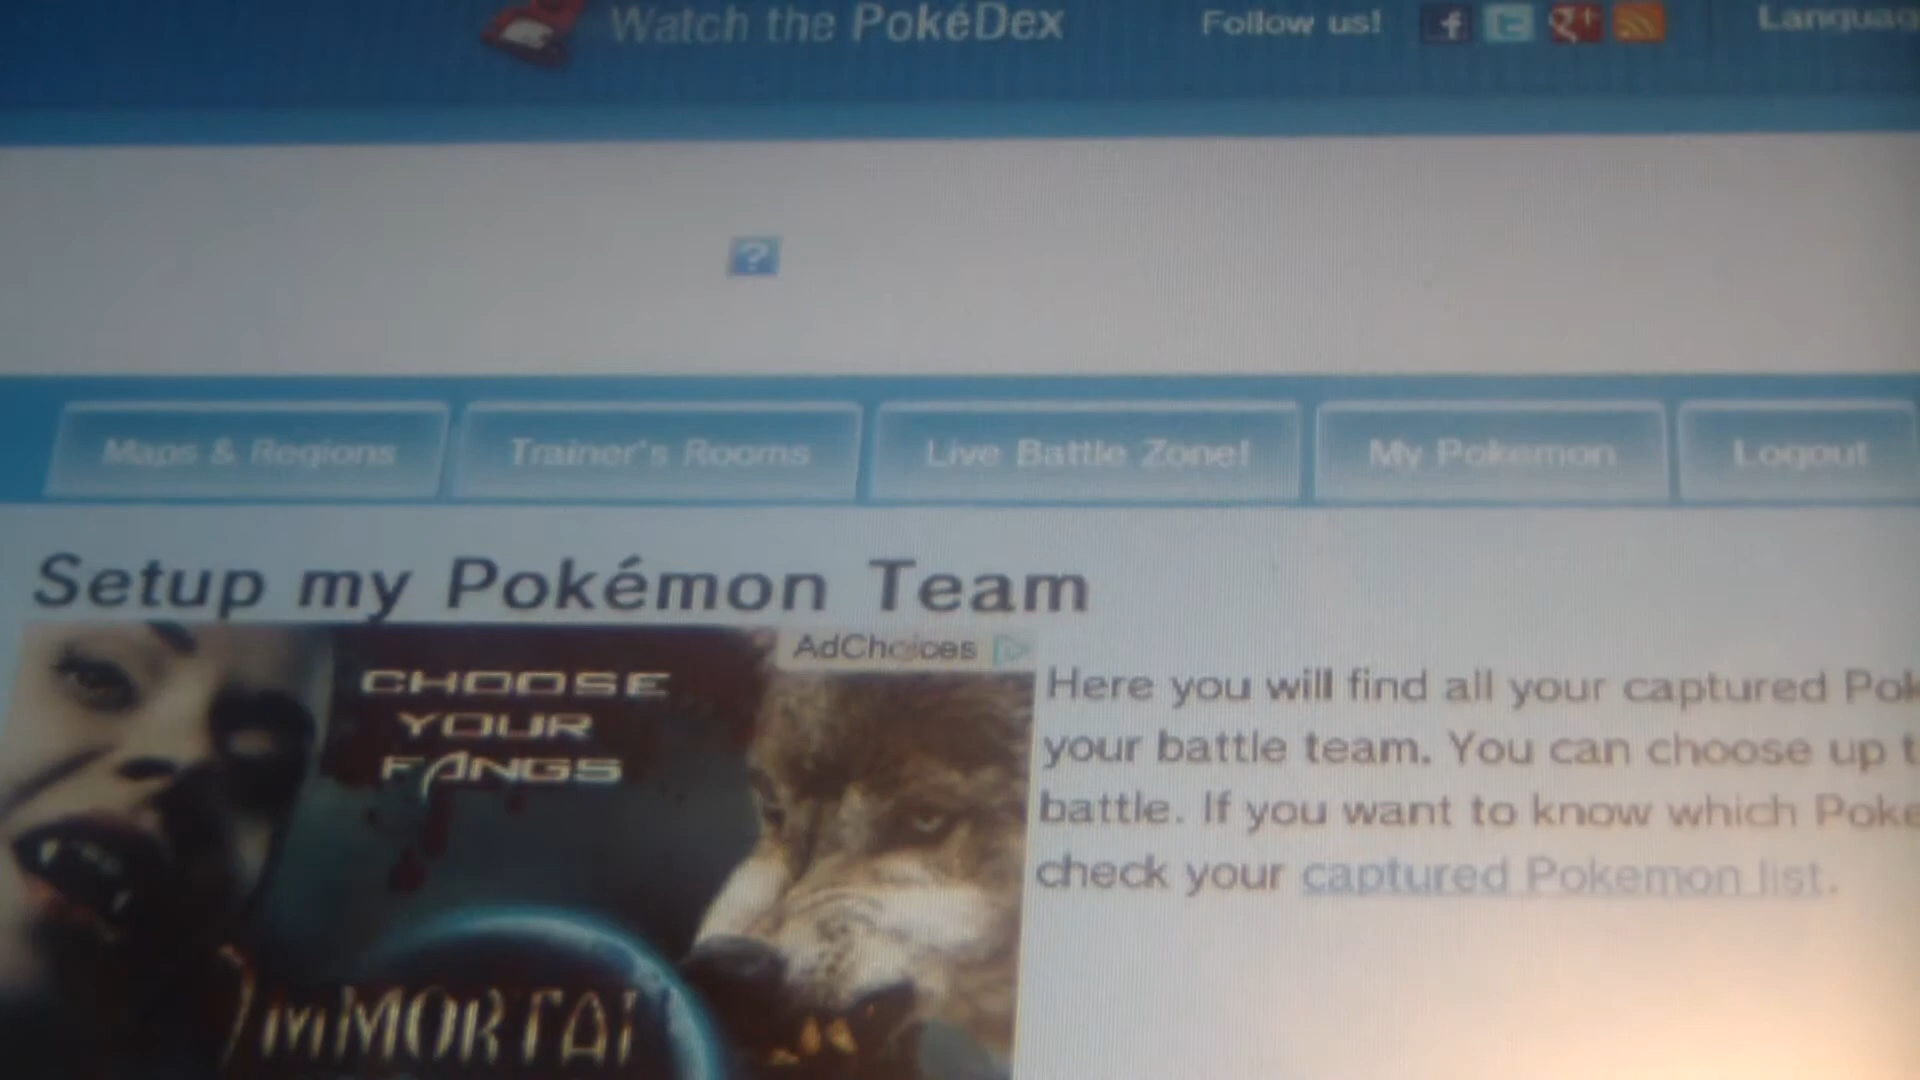 Watch the PokéDex
Follow us!
Maps & Regions
Trainer's Rooms
Live Battle Zone!
My Pokemon
Logout
Setup my Pokémon Team
AdChoices
CHOOSE
YOUR
FANGS
ImMORTAl
Here you will find all your captured
your battle team. You can choose up
battle. If you want to know which
check your captured Pokemon list.